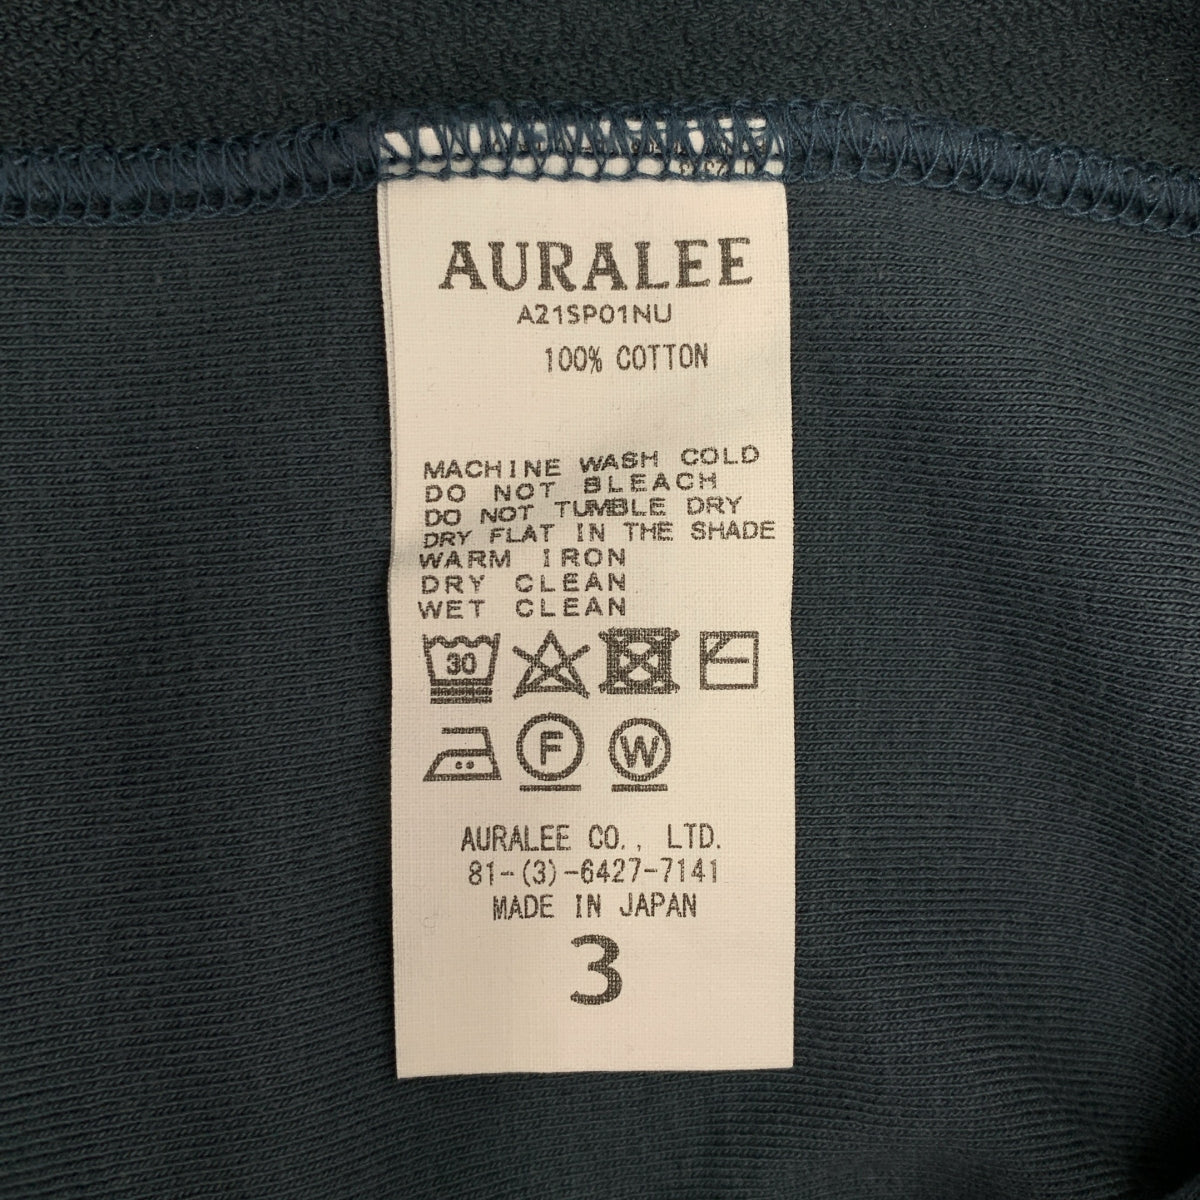 AURALEE
A21SP01NU
100% COTTON
MACHINE WASH COLD
DO NOT BLEACH
DO NOT TUMBLE DRY
DRY FLAT IN THE SHADE
WARM IRON
DRY CLEAN
WET CLEAN
30
F W
AURALEE CO., LTD.
81-(3)-6427-7141
MADE IN JAPAN
3